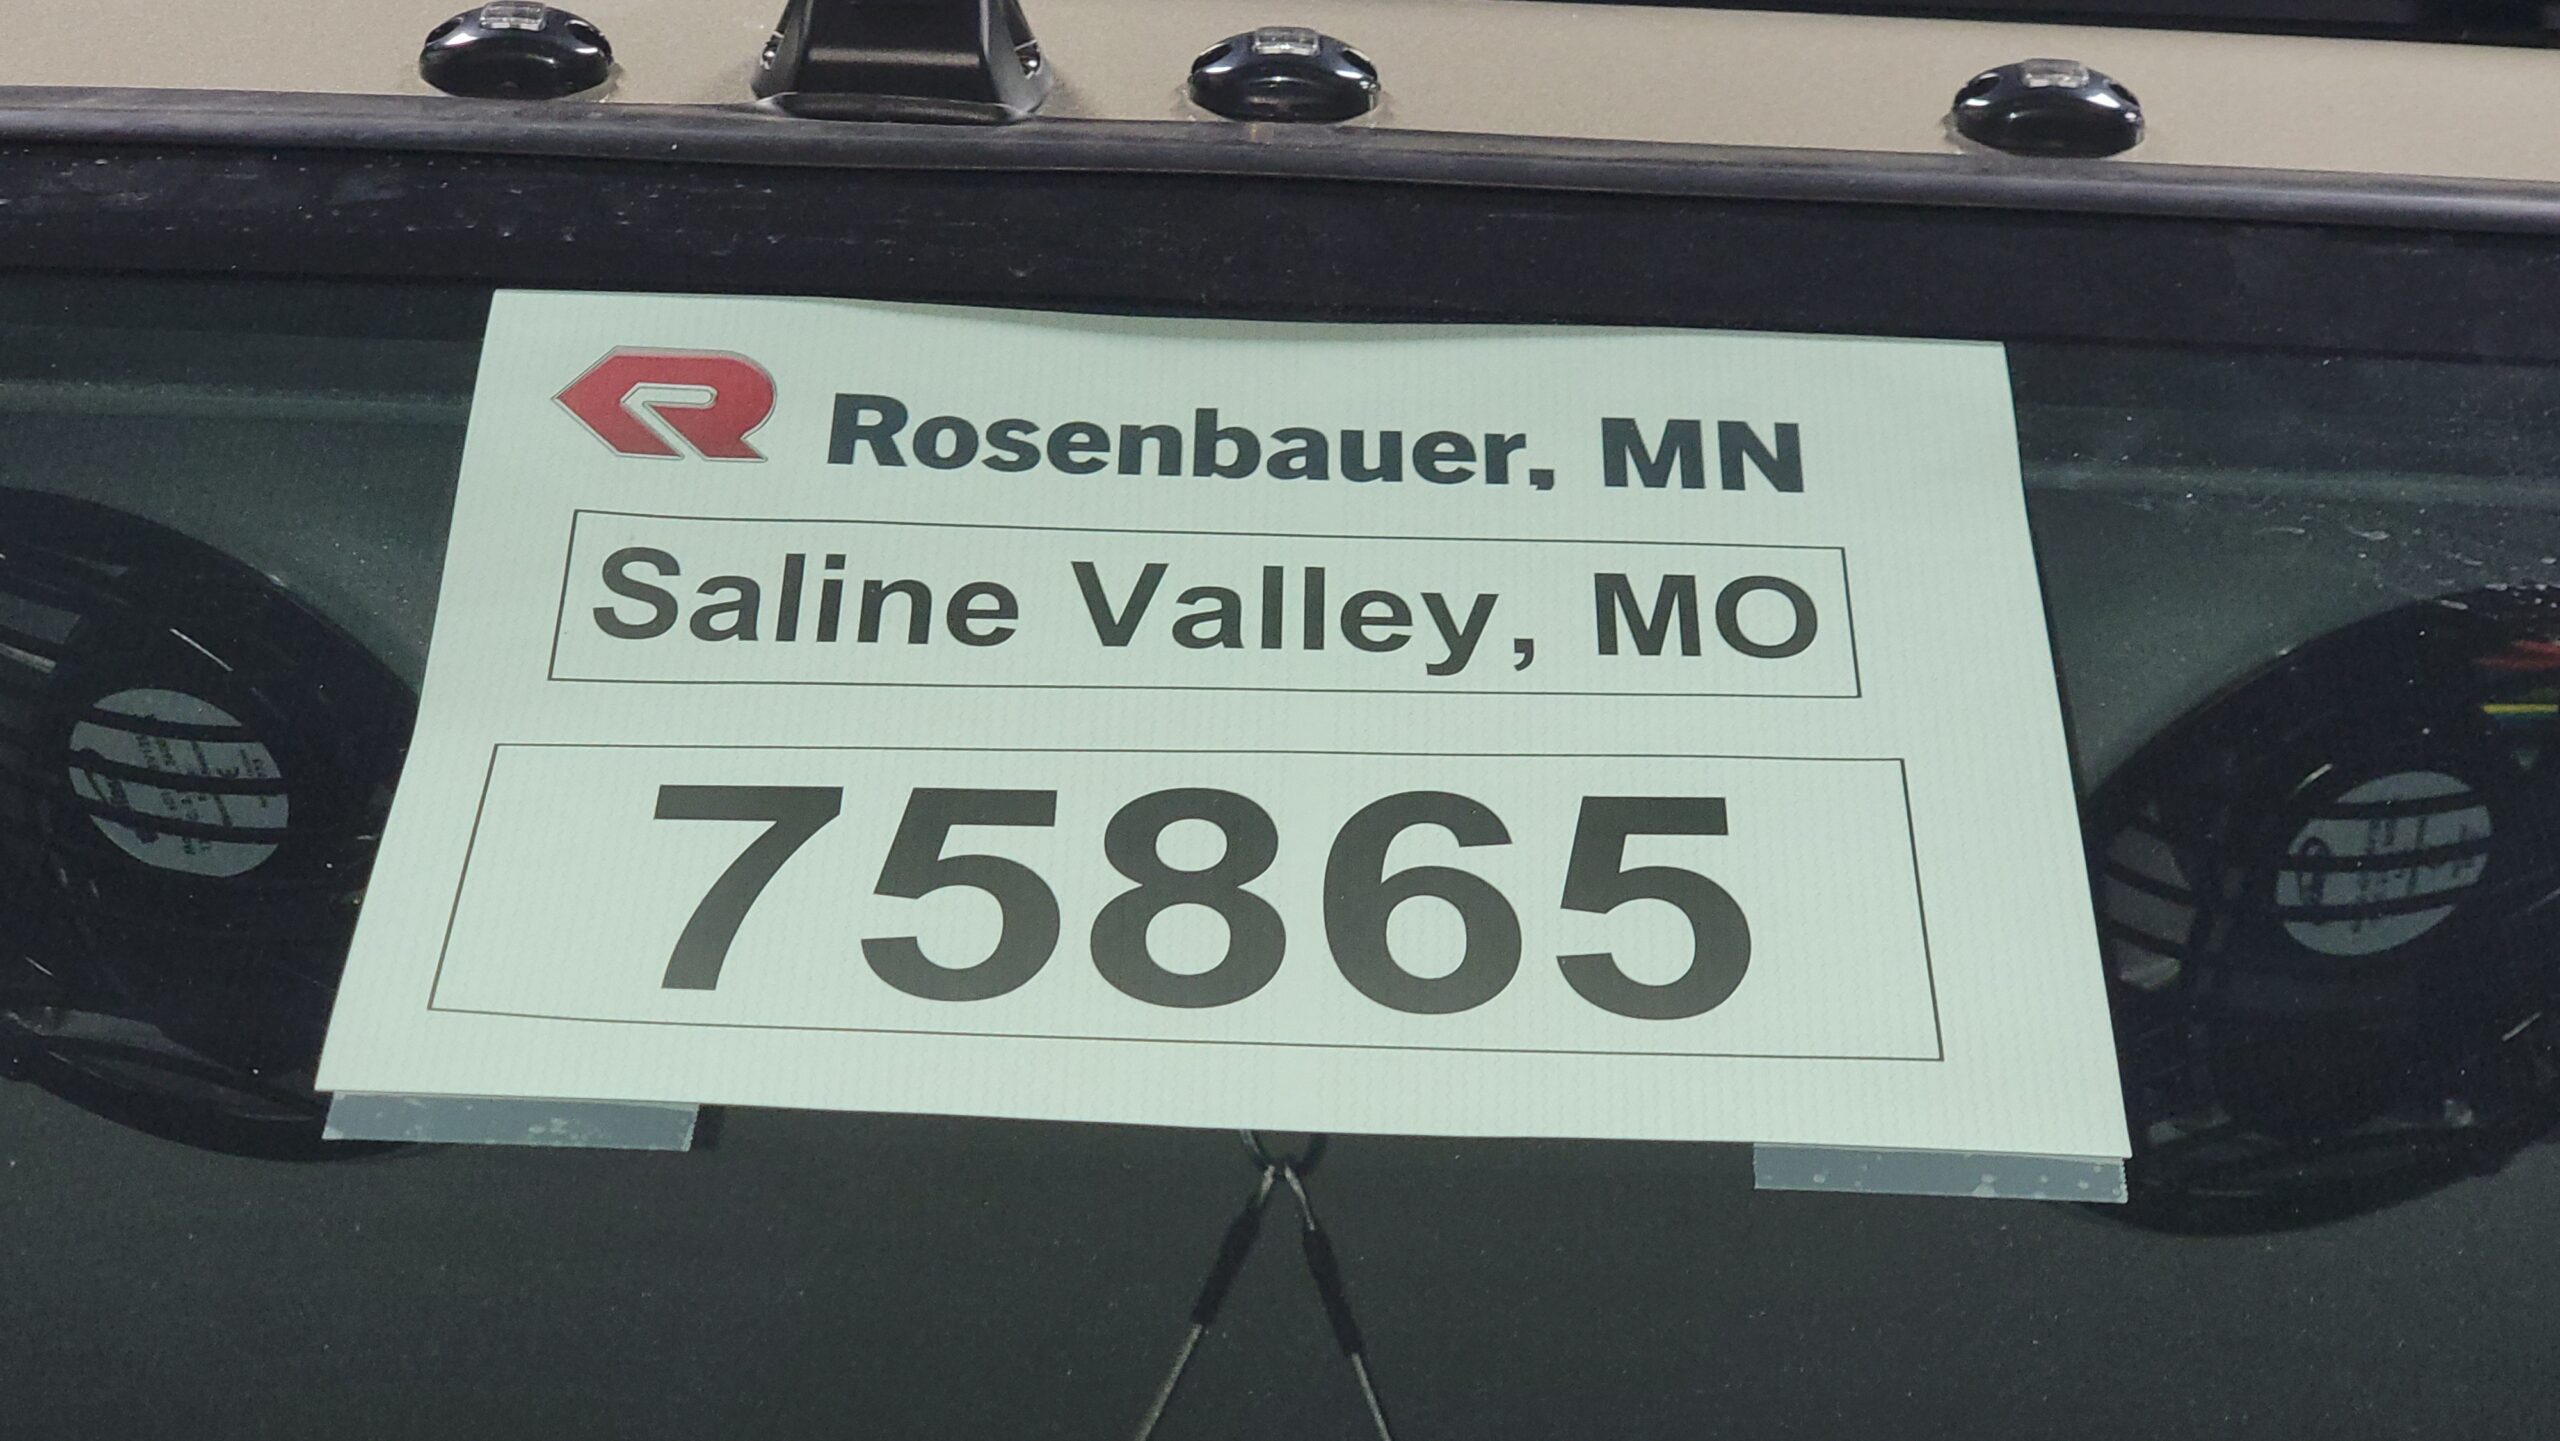 Rosenbauer, MN
Saline Valley, MO
75865